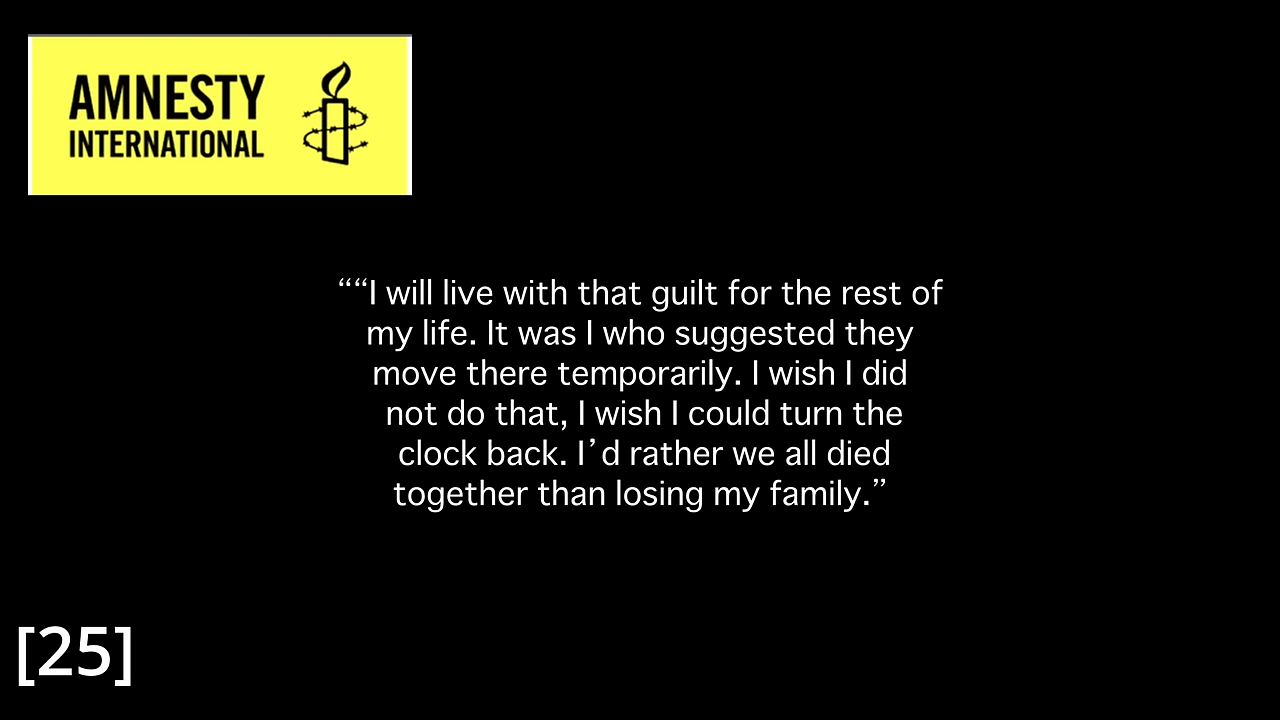 AMNESTY
INTERNATIONAL
““I will live with that guilt for the rest of
my life. It was I who suggested they
move there temporarily. I wish I did
not do that, I wish I could turn the
clock back. I’d rather we all died
together than losing my family.”
[25]